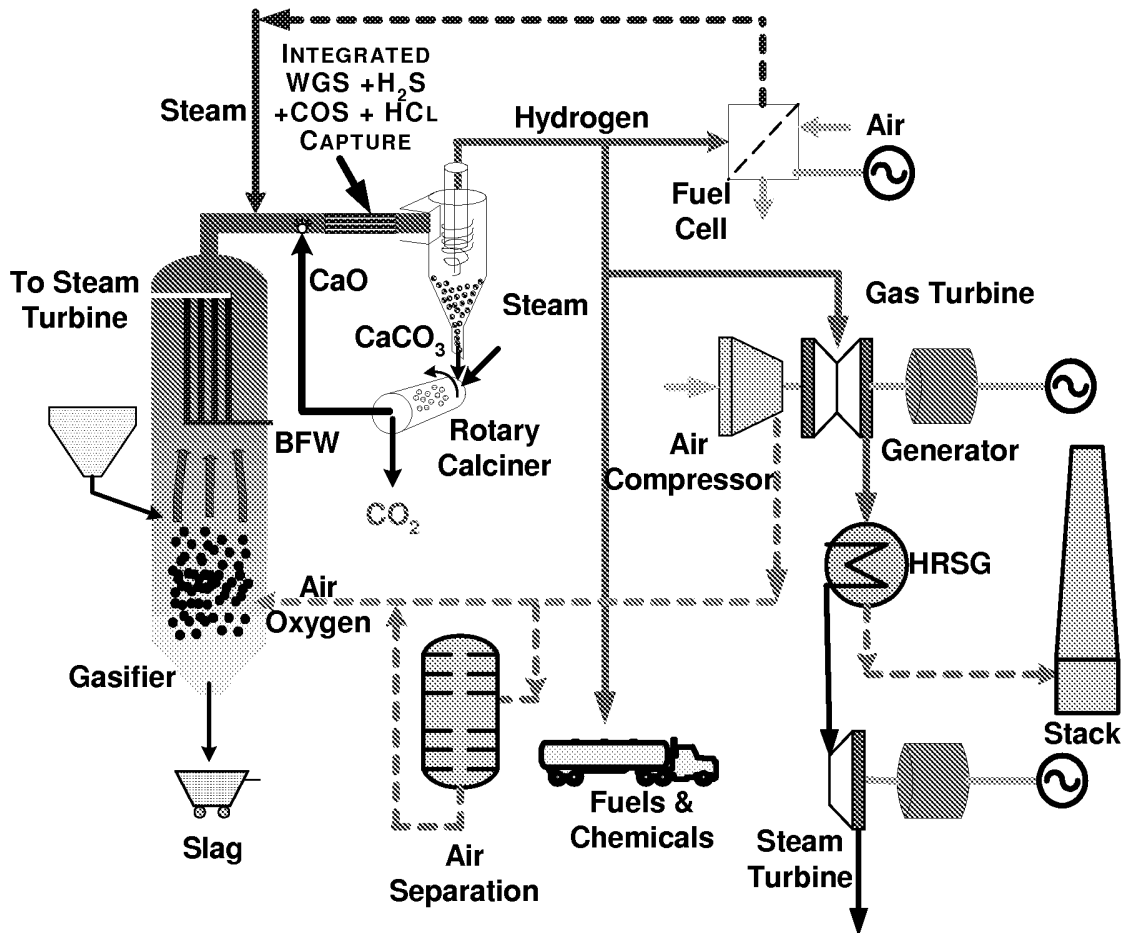 INTEGRATED
WGS +H₂S
+COS + HCL
CAPTURE
Steam
Hydrogen
Air
Fuel
Cell
To Steam
Turbine
CaO
Steam
CaCO₃
Gas Turbine
BFW
Rotary
Calciner
CO₂
Air
Compressor
Generator
HRSG
Air
Oxygen
Gasifier
Stack
Slag
Fuels &
Chemicals
Air
Separation
Steam
Turbine